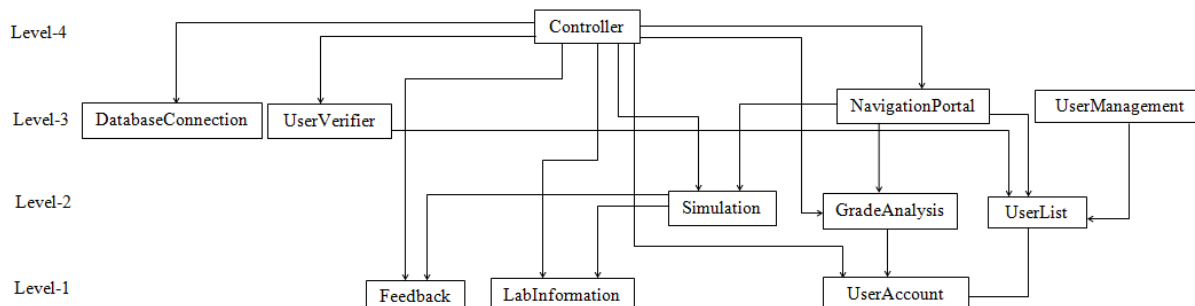 Level-4
Controller
Level-3
DatabaseConnection
UserVerifier
NavigationPortal
UserManagement
Level-2
Simulation
GradeAnalysis
UserList
Level-1
Feedback
LabInformation
UserAccount